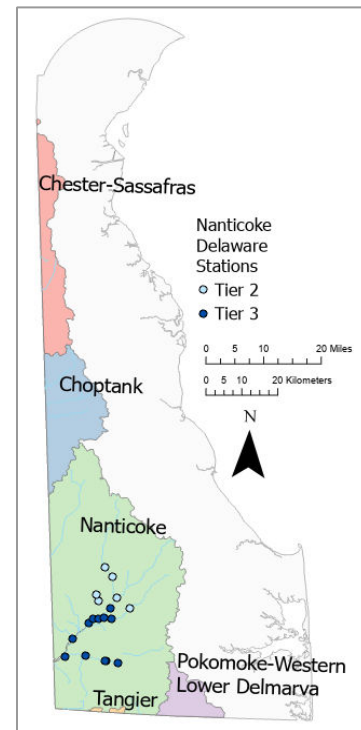 Chester-Sassafras
Nanticoke
Delaware
Stations
Tier 2
Tier 3
0 5 10 20 Miles
0 5 10 20 Kilometers
Choptank
N
Nanticoke
Pokomoke-Western
Lower Delmarva
Tangier